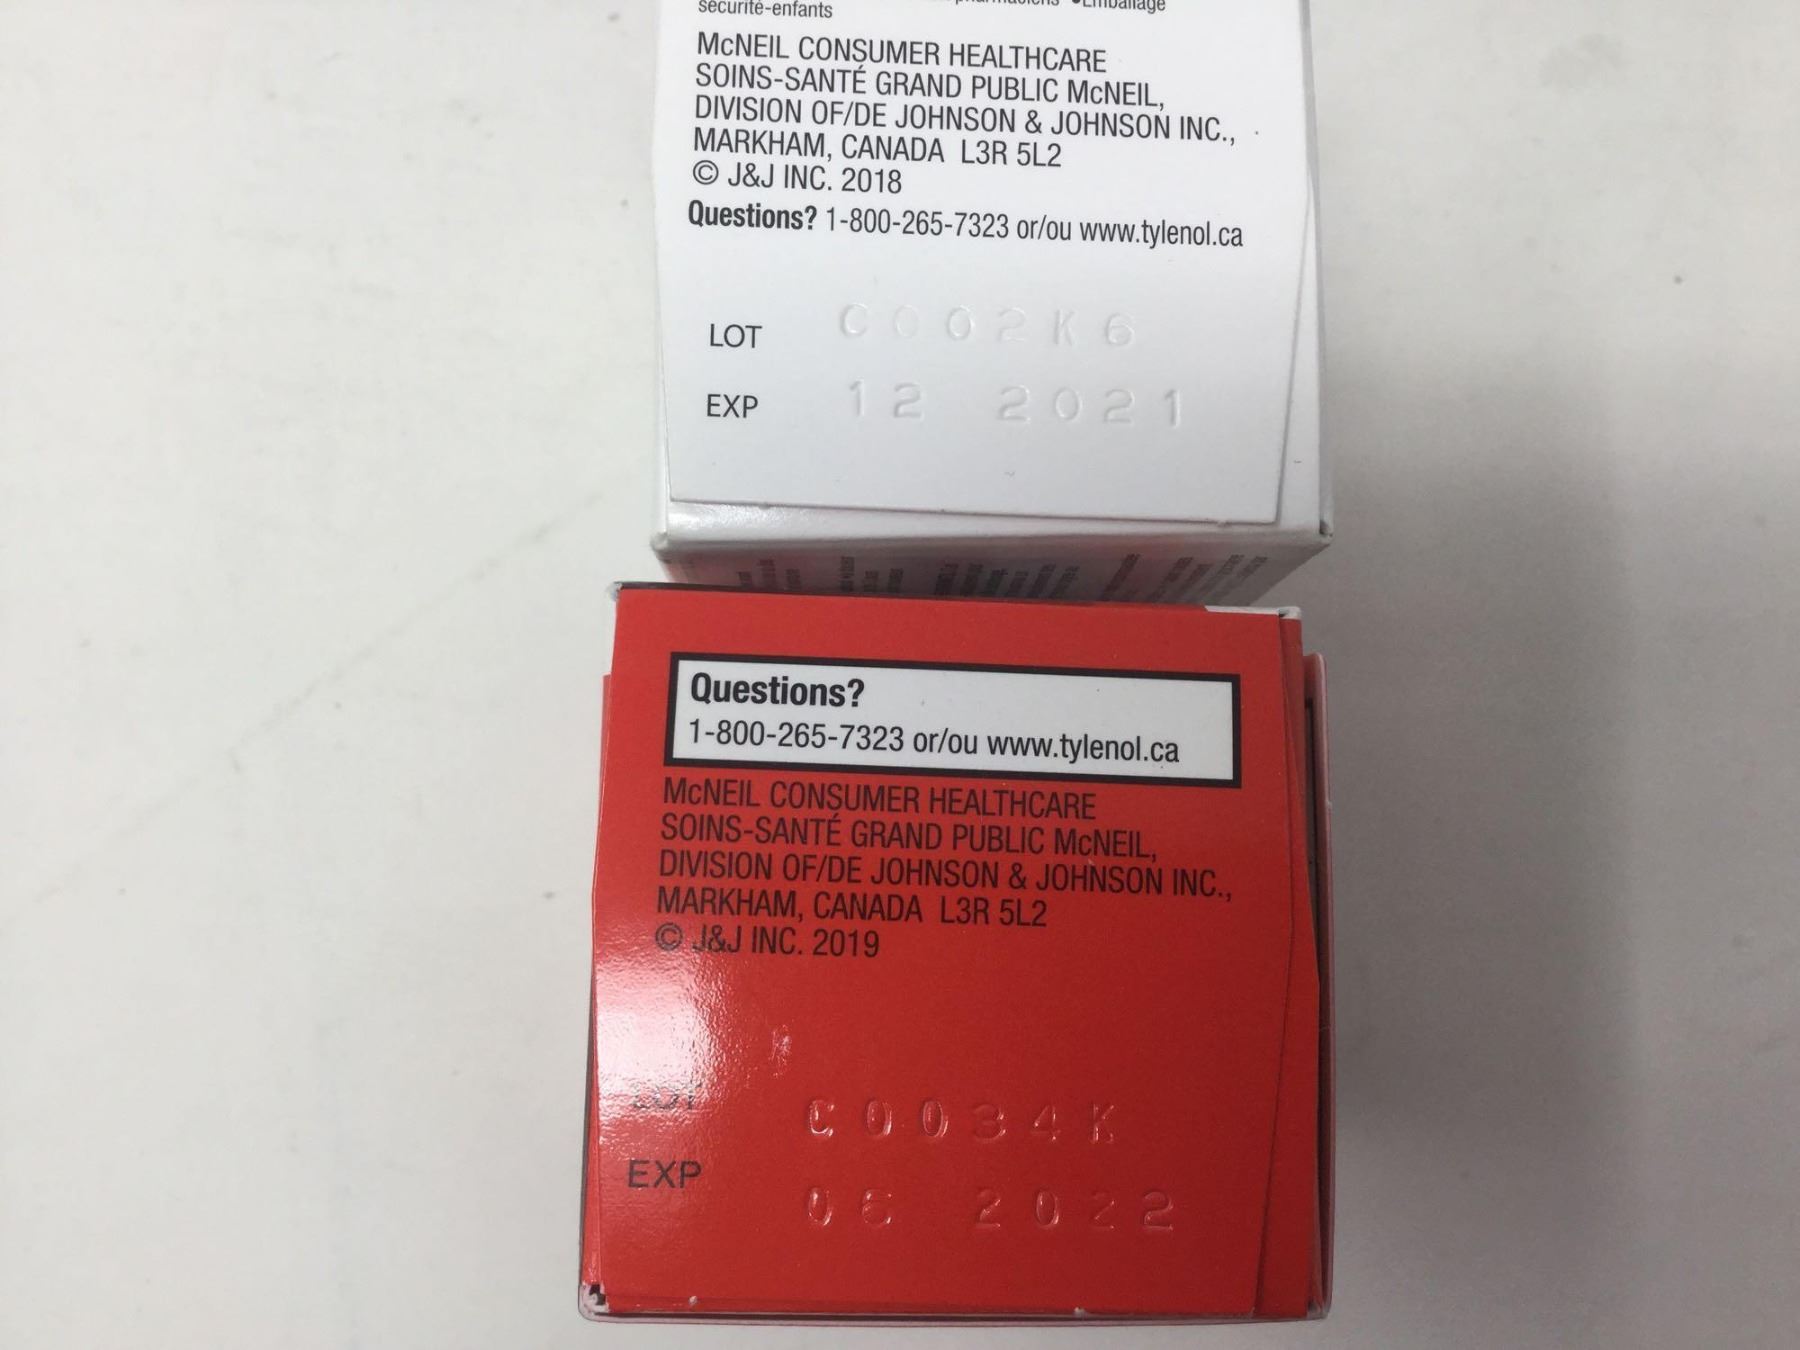 sécurité-enfants •Emballage
McNEIL CONSUMER HEALTHCARE
SOINS-SANTÉ GRAND PUBLIC McNEIL,
DIVISION OF/DE JOHNSON & JOHNSON INC.,
MARKHAM, CANADA L3R 5L2
© J&J INC. 2018
Questions? 1-800-265-7323 or/ou www.tylenol.ca
LOT C002K6
EXP 12 2021
Questions?
1-800-265-7323 or/ou www.tylenol.ca
McNEIL CONSUMER HEALTHCARE
SOINS-SANTÉ GRAND PUBLIC McNEIL,
DIVISION OF/DE JOHNSON & JOHNSON INC.,
MARKHAM, CANADA L3R 5L2
© J&J INC. 2019
LOT C0034K
EXP 06 2022